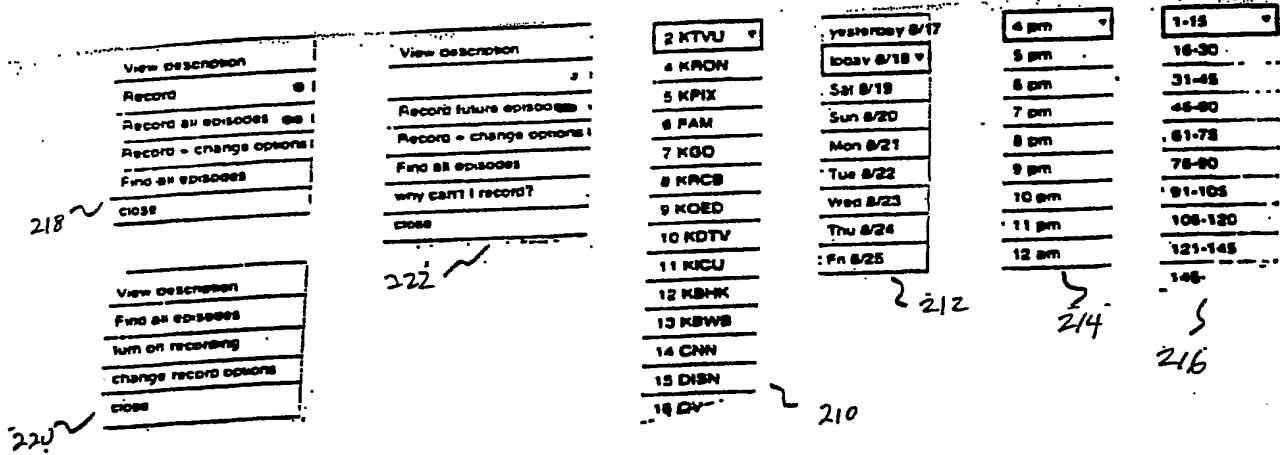 View Description
Record
Record all episodes
Record - change options
Find all episodes
close
218
View Description
Record future episodes
Record - change options
Find all episodes
why can't I record?
close
222
View Description
Find all episodes
Turn on recording
change record options
close
220
2 KTVU
4 KRON
5 KPIX
6 FAM
7 KGO
8 KRCB
9 KQED
10 KDTV
11 KICU
12 KBHK
13 KBWB
14 CNN
15 DISN
16
210
yesterday 8/17
today 8/18
Sat 8/19
Sun 8/20
Mon 8/21
Tue 8/22
Wed 8/23
Thu 8/24
Fri 8/25
212
4 pm
5 pm
6 pm
7 pm
8 pm
9 pm
10 pm
11 pm
12 am
214
1-15
16-30
31-45
46-60
61-75
76-90
91-105
106-120
121-145
146-
216